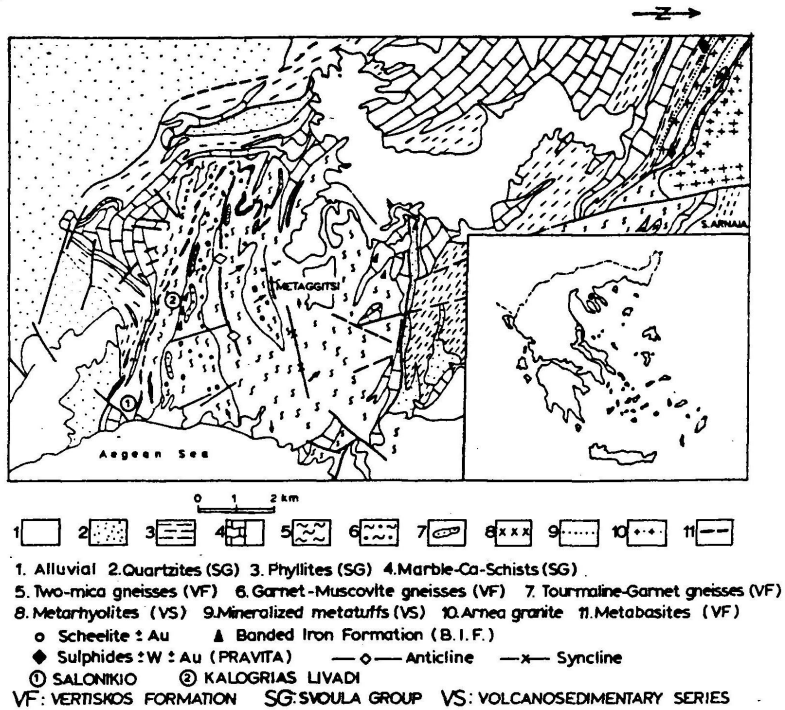 Z
S. ARNAIA
METAGGITSI
2
1
Aegean Sea
0 1 2 km
1 2 3 4 5 6 7 8 9 10 11
1. Alluvial 2.Quartzites (SG) 3. Phyllites (SG) 4.Marble-Ca-Schists (SG)
5. Two-mica gneisses (VF) 6. Garnet-Muscovite gneisses (VF) 7. Tourmaline-Garnet gneisses (VF)
8. Metarhyolites (VS) 9.Mineralized metatuffs (VS) 10. Arnea granite 11. Metabasites (VF)
Scheelite ± Au Banded Iron Formation (B.I.F.)
Sulphides ± W ± Au (PRAVITA) Anticline Syncline
① SALONIKIO ② KALOGRIAS LIVADI
VF: VERTISKOS FORMATION SG: SVOULA GROUP VS: VOLCANOSEDIMENTARY SERIES